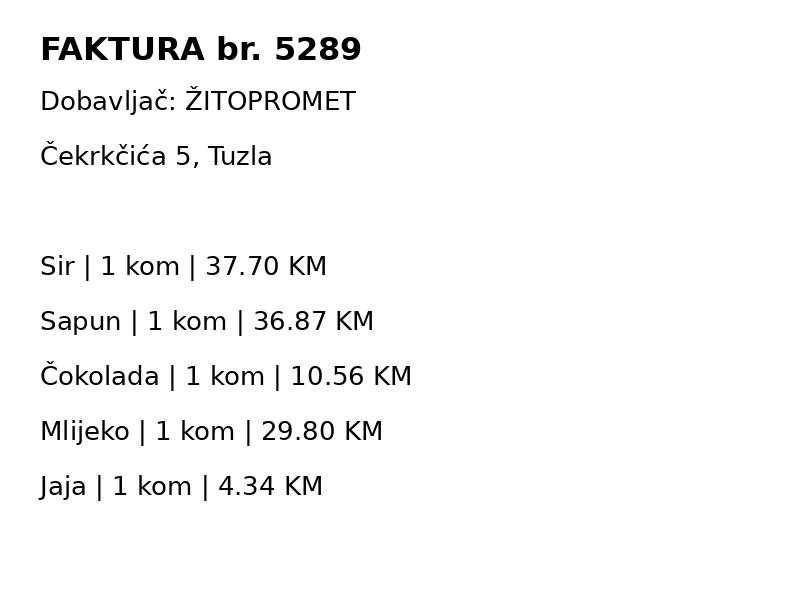 FAKTURA br. 5289
Dobavljač: ŽITOPROMET
Čekrkčića 5, Tuzla
Sir | 1 kom | 37.70 KM
Sapun | 1 kom | 36.87 KM
Čokolada | 1 kom | 10.56 KM
Mlijeko | 1 kom | 29.80 KM
Jaja | 1 kom | 4.34 KM